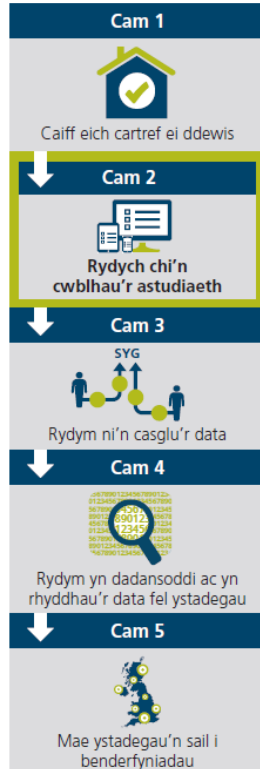 Cam 1
Caiff eich cartref ei ddewis
Cam 2
Rydych chi'n
cwblhau'r astudiaeth
Cam 3
SYG
Rydym ni'n casglu'r data
Cam 4
Rydym yn dadansoddi ac yn
rhyddhau'r data fel ystadegau
Cam 5
Mae ystadegau'n sail i
benderfyniadau